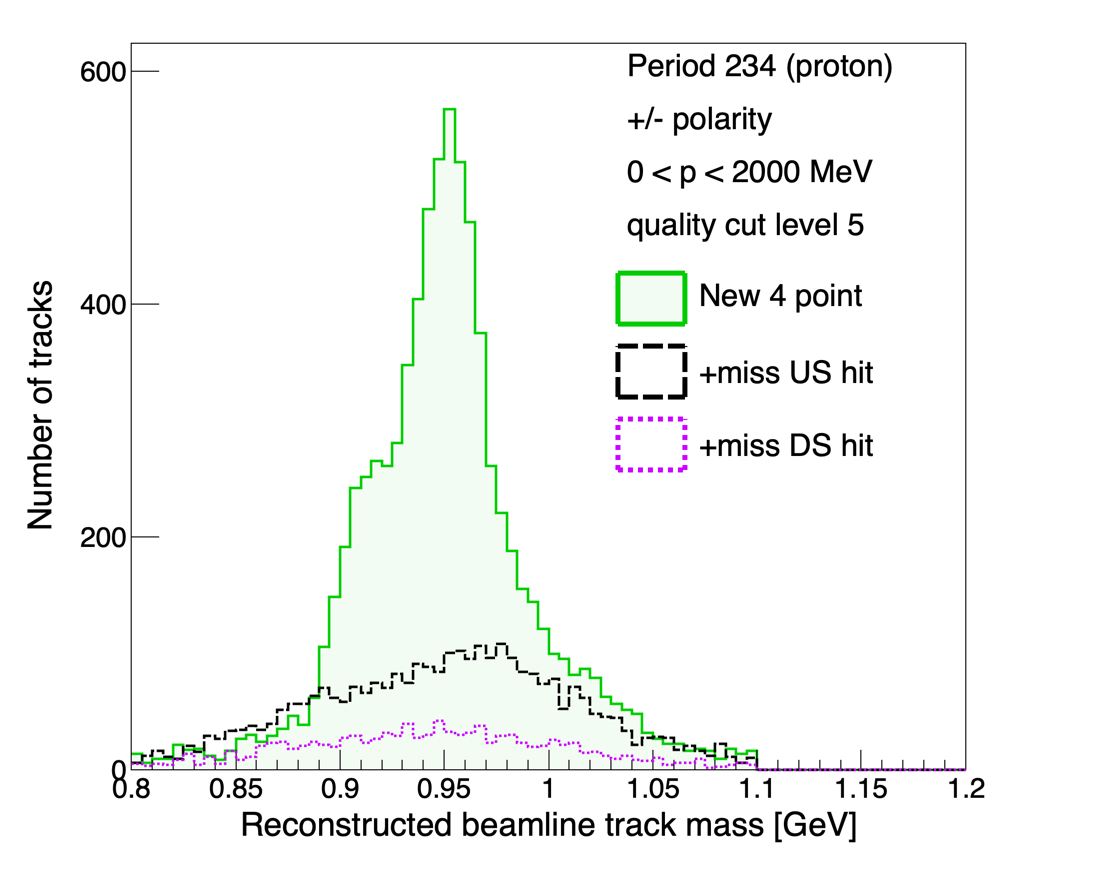 600
400
200
0
0.8 0.85 0.9 0.95 1 1.05 1.1 1.15 1.2
Number of tracks
Reconstructed beamline track mass [GeV]
Period 234 (proton)
+/- polarity
0 < p < 2000 MeV
quality cut level 5
New 4 point
+miss US hit
+miss DS hit